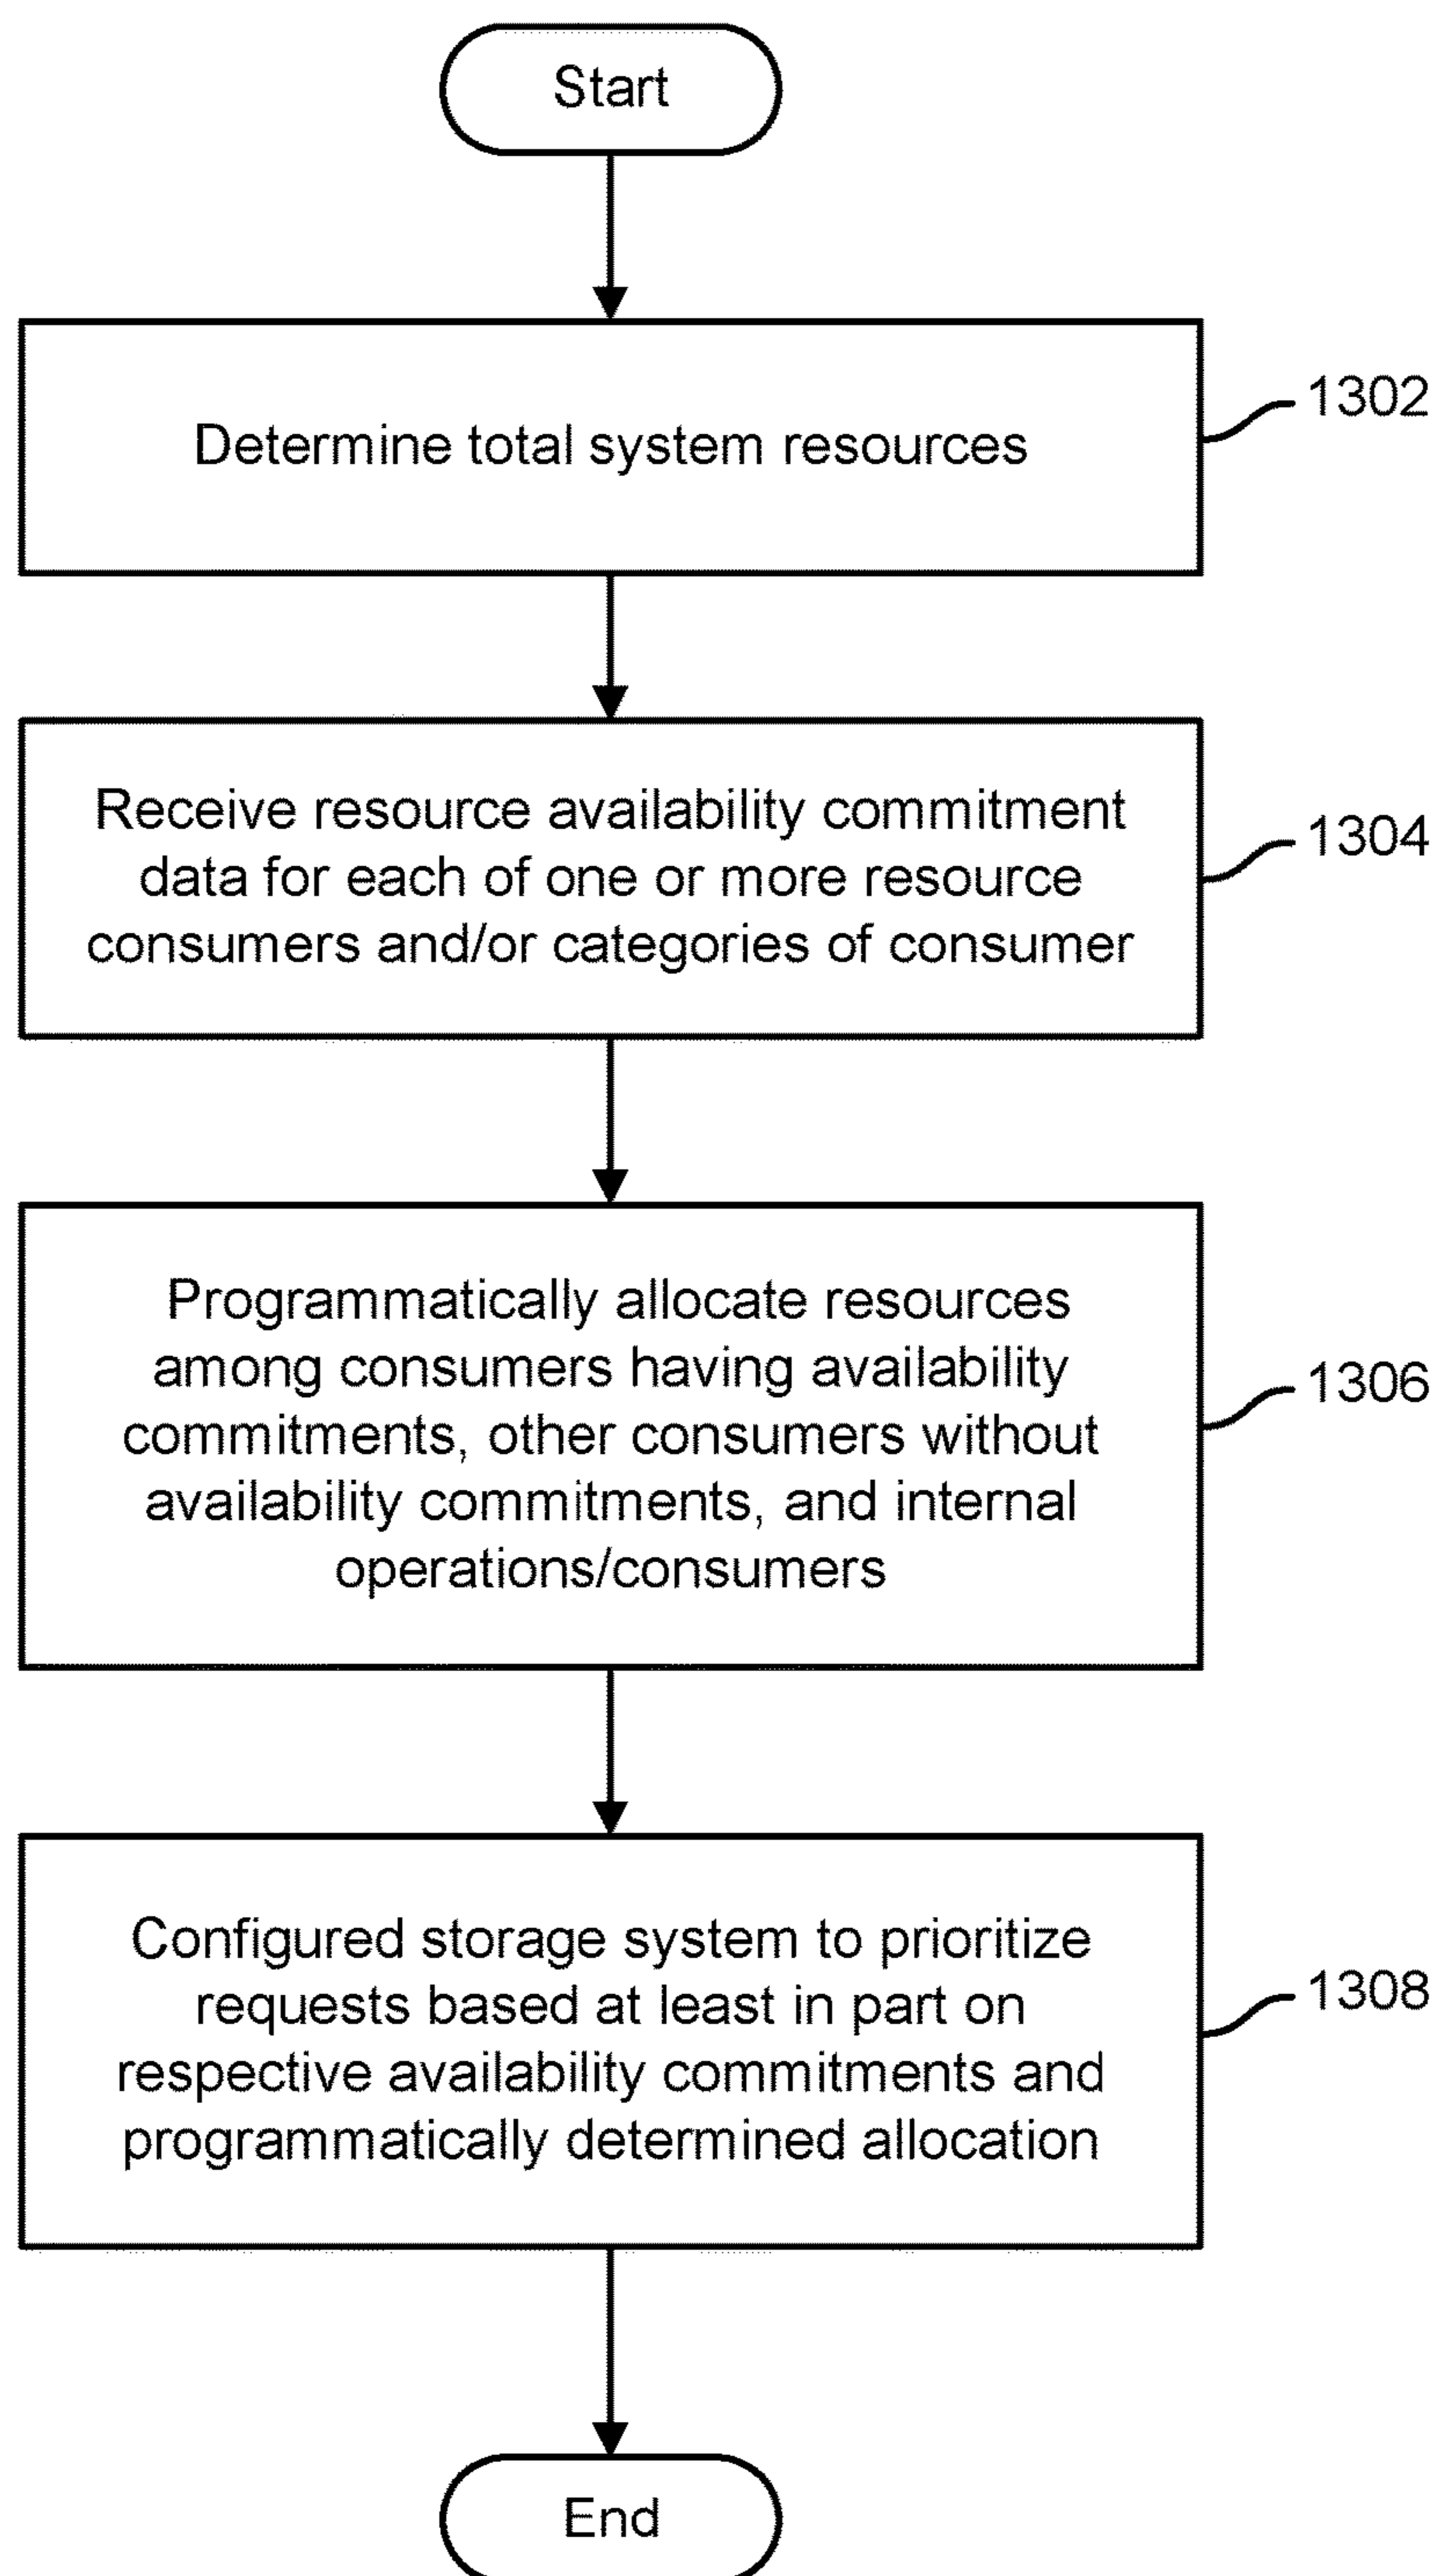 Start
Determine total system resources
1302
Receive resource availability commitment
data for each of one or more resource
consumers and/or categories of consumer
1304
Programmatically allocate resources
among consumers having availability
commitments, other consumers without
availability commitments, and internal
operations/consumers
1306
Configured storage system to prioritize
requests based at least in part on
respective availability commitments and
programmatically determined allocation
1308
End